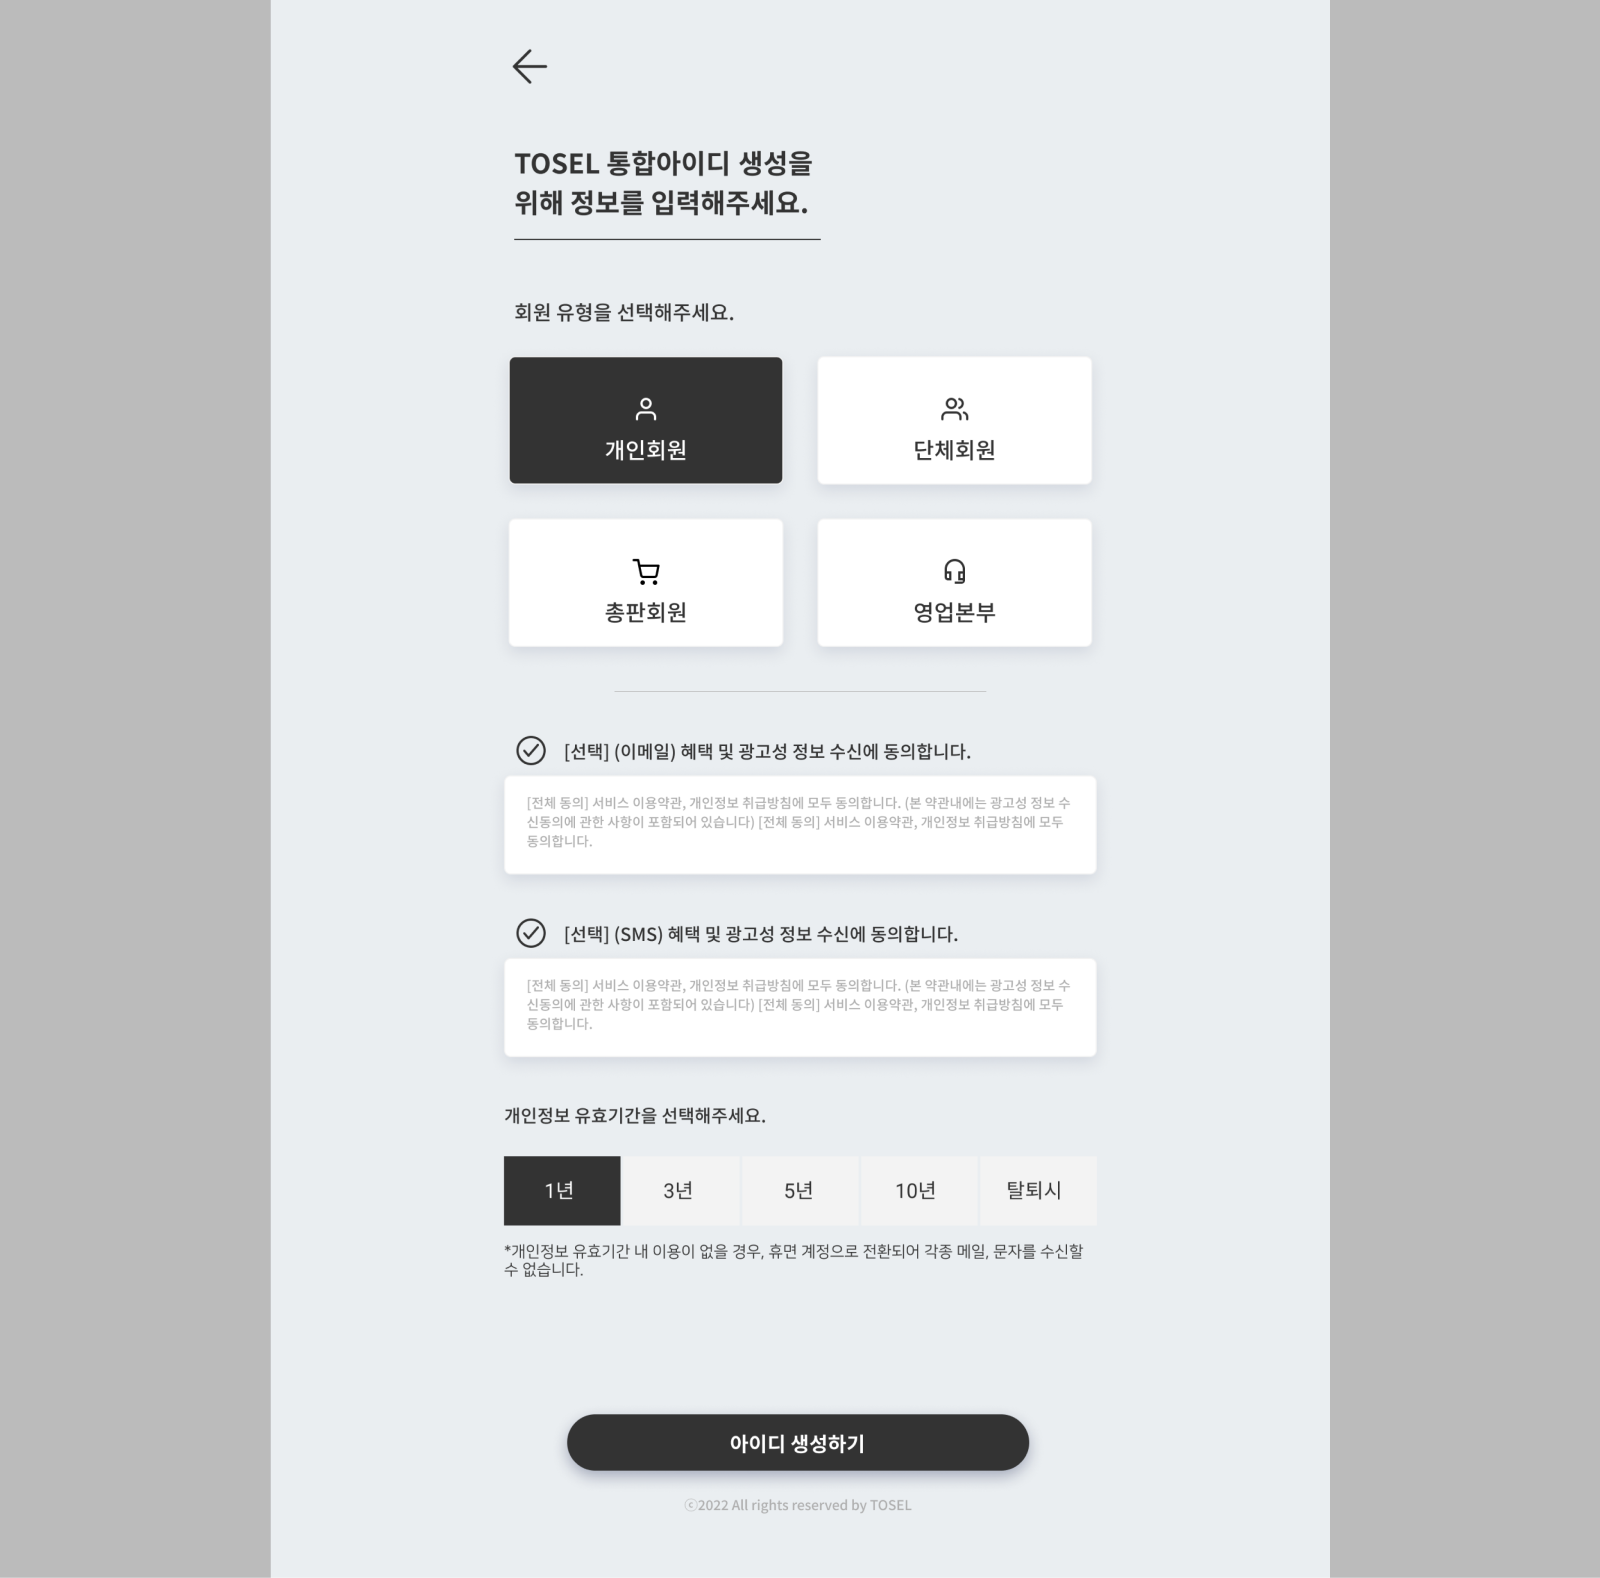 TOSEL 통합아이디 생성을
위해 정보를 입력해주세요.
회원 유형을 선택해주세요.
개인회원
단체회원
총판회원
영업본부
[선택] (이메일) 혜택 및 광고성 정보 수신에 동의합니다.
[전체 동의] 서비스 이용약관, 개인정보 취급방침에 모두 동의합니다. (본 약관내에는 광고성 정보 수
신동의에 관한 사항이 포함되어 있습니다) [전체 동의] 서비스 이용약관, 개인정보 취급방침에 모두
동의합니다.
[선택] (SMS) 혜택 및 광고성 정보 수신에 동의합니다.
[전체 동의] 서비스 이용약관, 개인정보 취급방침에 모두 동의합니다. (본 약관내에는 광고성 정보 수
신동의에 관한 사항이 포함되어 있습니다) [전체 동의] 서비스 이용약관, 개인정보 취급방침에 모두
동의합니다.
개인정보 유효기간을 선택해주세요.
1년
3년
5년
10년
탈퇴시
*개인정보 유효기간 내 이용이 없을 경우, 휴면 계정으로 전환되어 각종 메일, 문자를 수신할
수 없습니다.
아이디 생성하기
ⓒ2022 All rights reserved by TOSEL